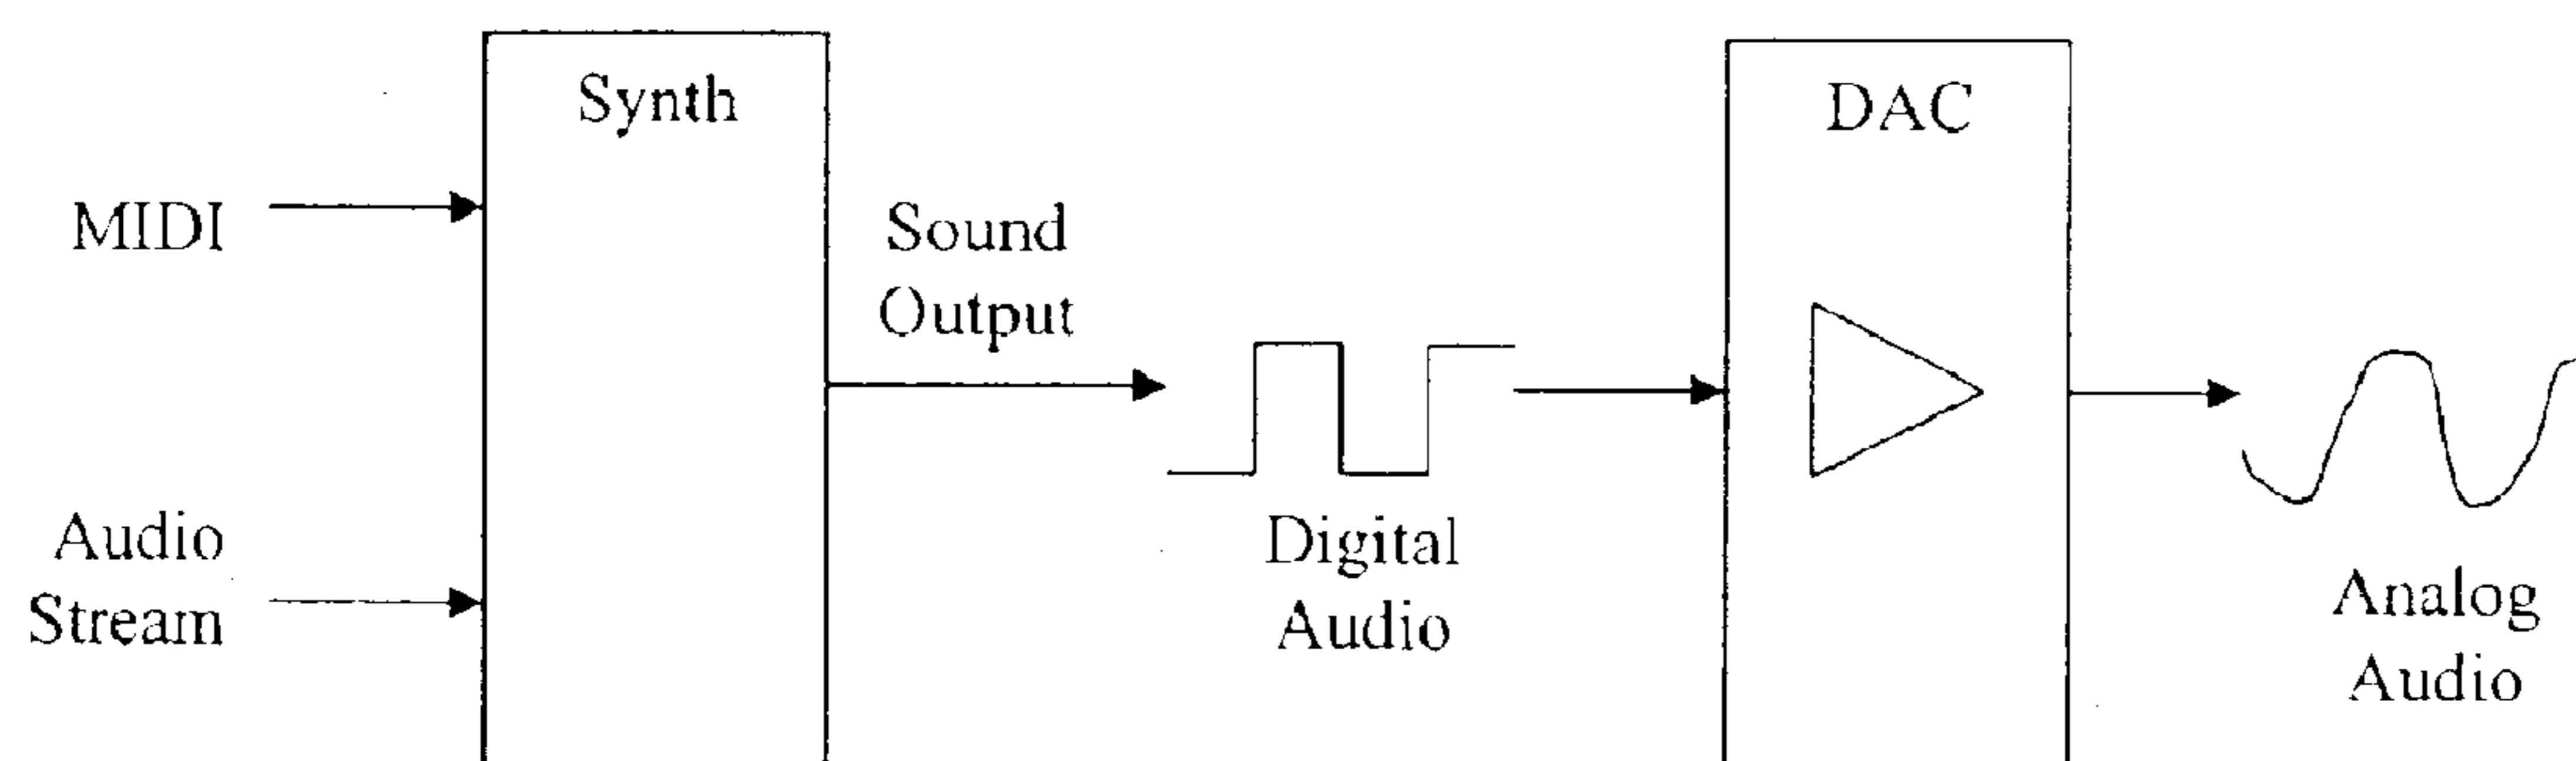 Synth
DAC
MIDI
Sound
Output
Audio
Stream
Digital
Audio
Analog
Audio